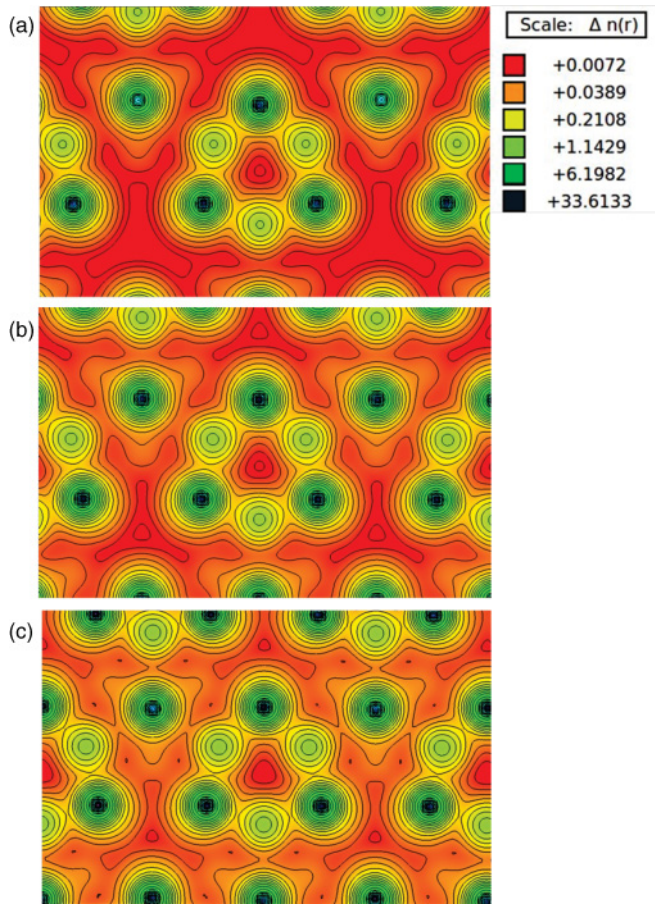 (a)
Scale: Δ n(r)
+0.0072
+0.0389
+0.2108
+1.1429
+6.1982
+33.6133
(b)
(c)